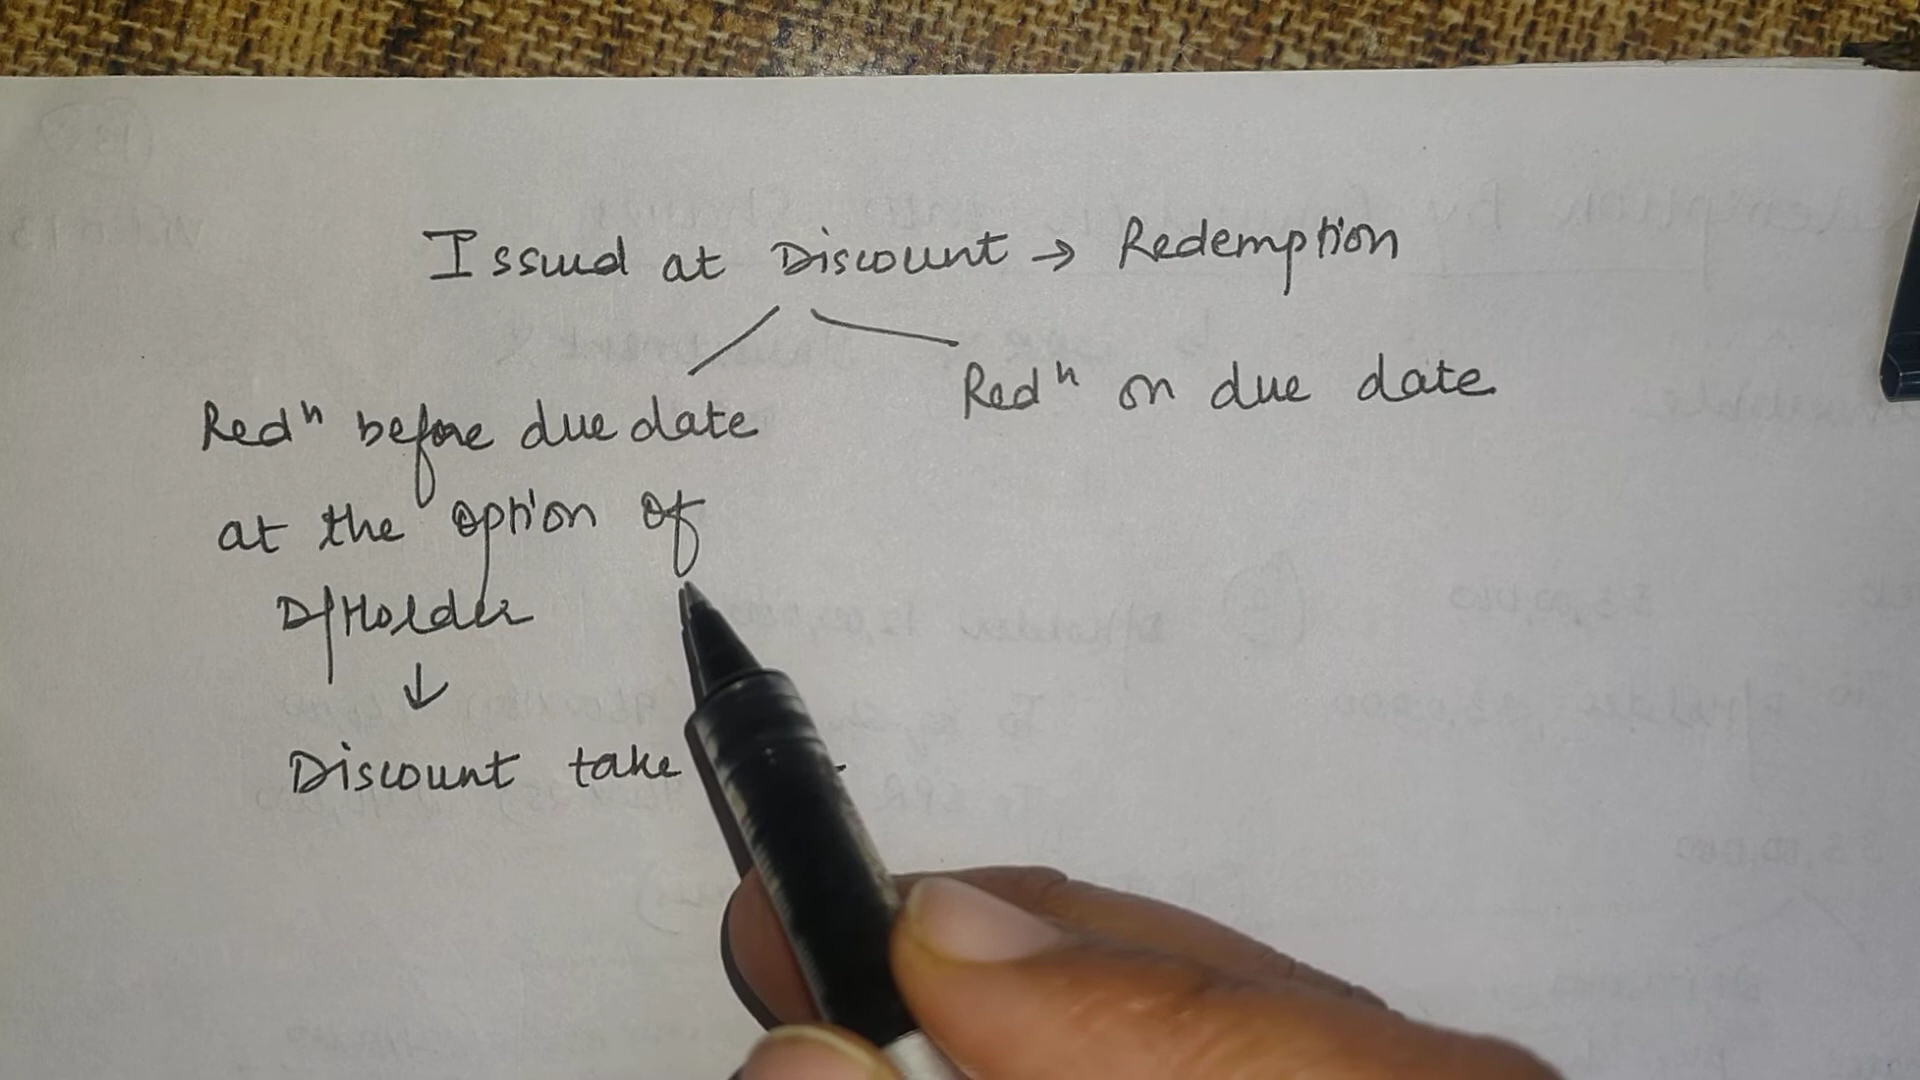 Issued at Discount → Redemption
Redⁿ before due date
at the option of
D/Holder
↓
Discount take
Redⁿ on due date